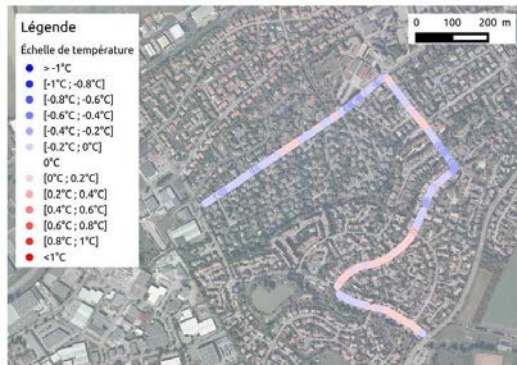 Légende
Échelle de température
> -1°C
[-1°C ; -0.8°C]
[-0.8°C ; -0.6°C]
[-0.6°C ; -0.4°C]
[-0.4°C ; -0.2°C]
[-0.2°C ; 0°C]
0°C
[0°C ; 0.2°C]
[0.2°C ; 0.4°C]
[0.4°C ; 0.6°C]
[0.6°C ; 0.8°C]
[0.8°C ; 1°C]
<1°C
0 100 200 m